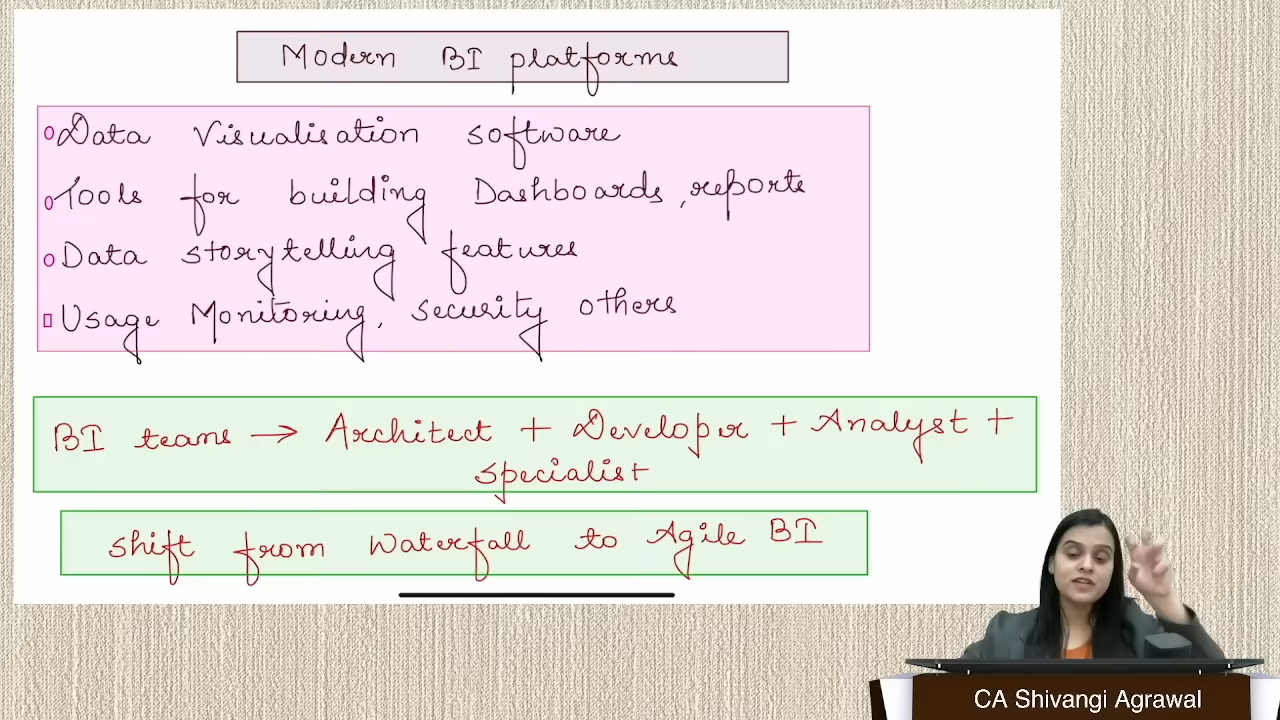 Modern BI platforms
Data Visualisation software
Tools for building Dashboards, reports
Data storytelling features
Usage Monitoring, security others
BI teams → Architect + Developer + Analyst +
specialist
shift from Waterfall to Agile BI
CA Shivangi Agrawal